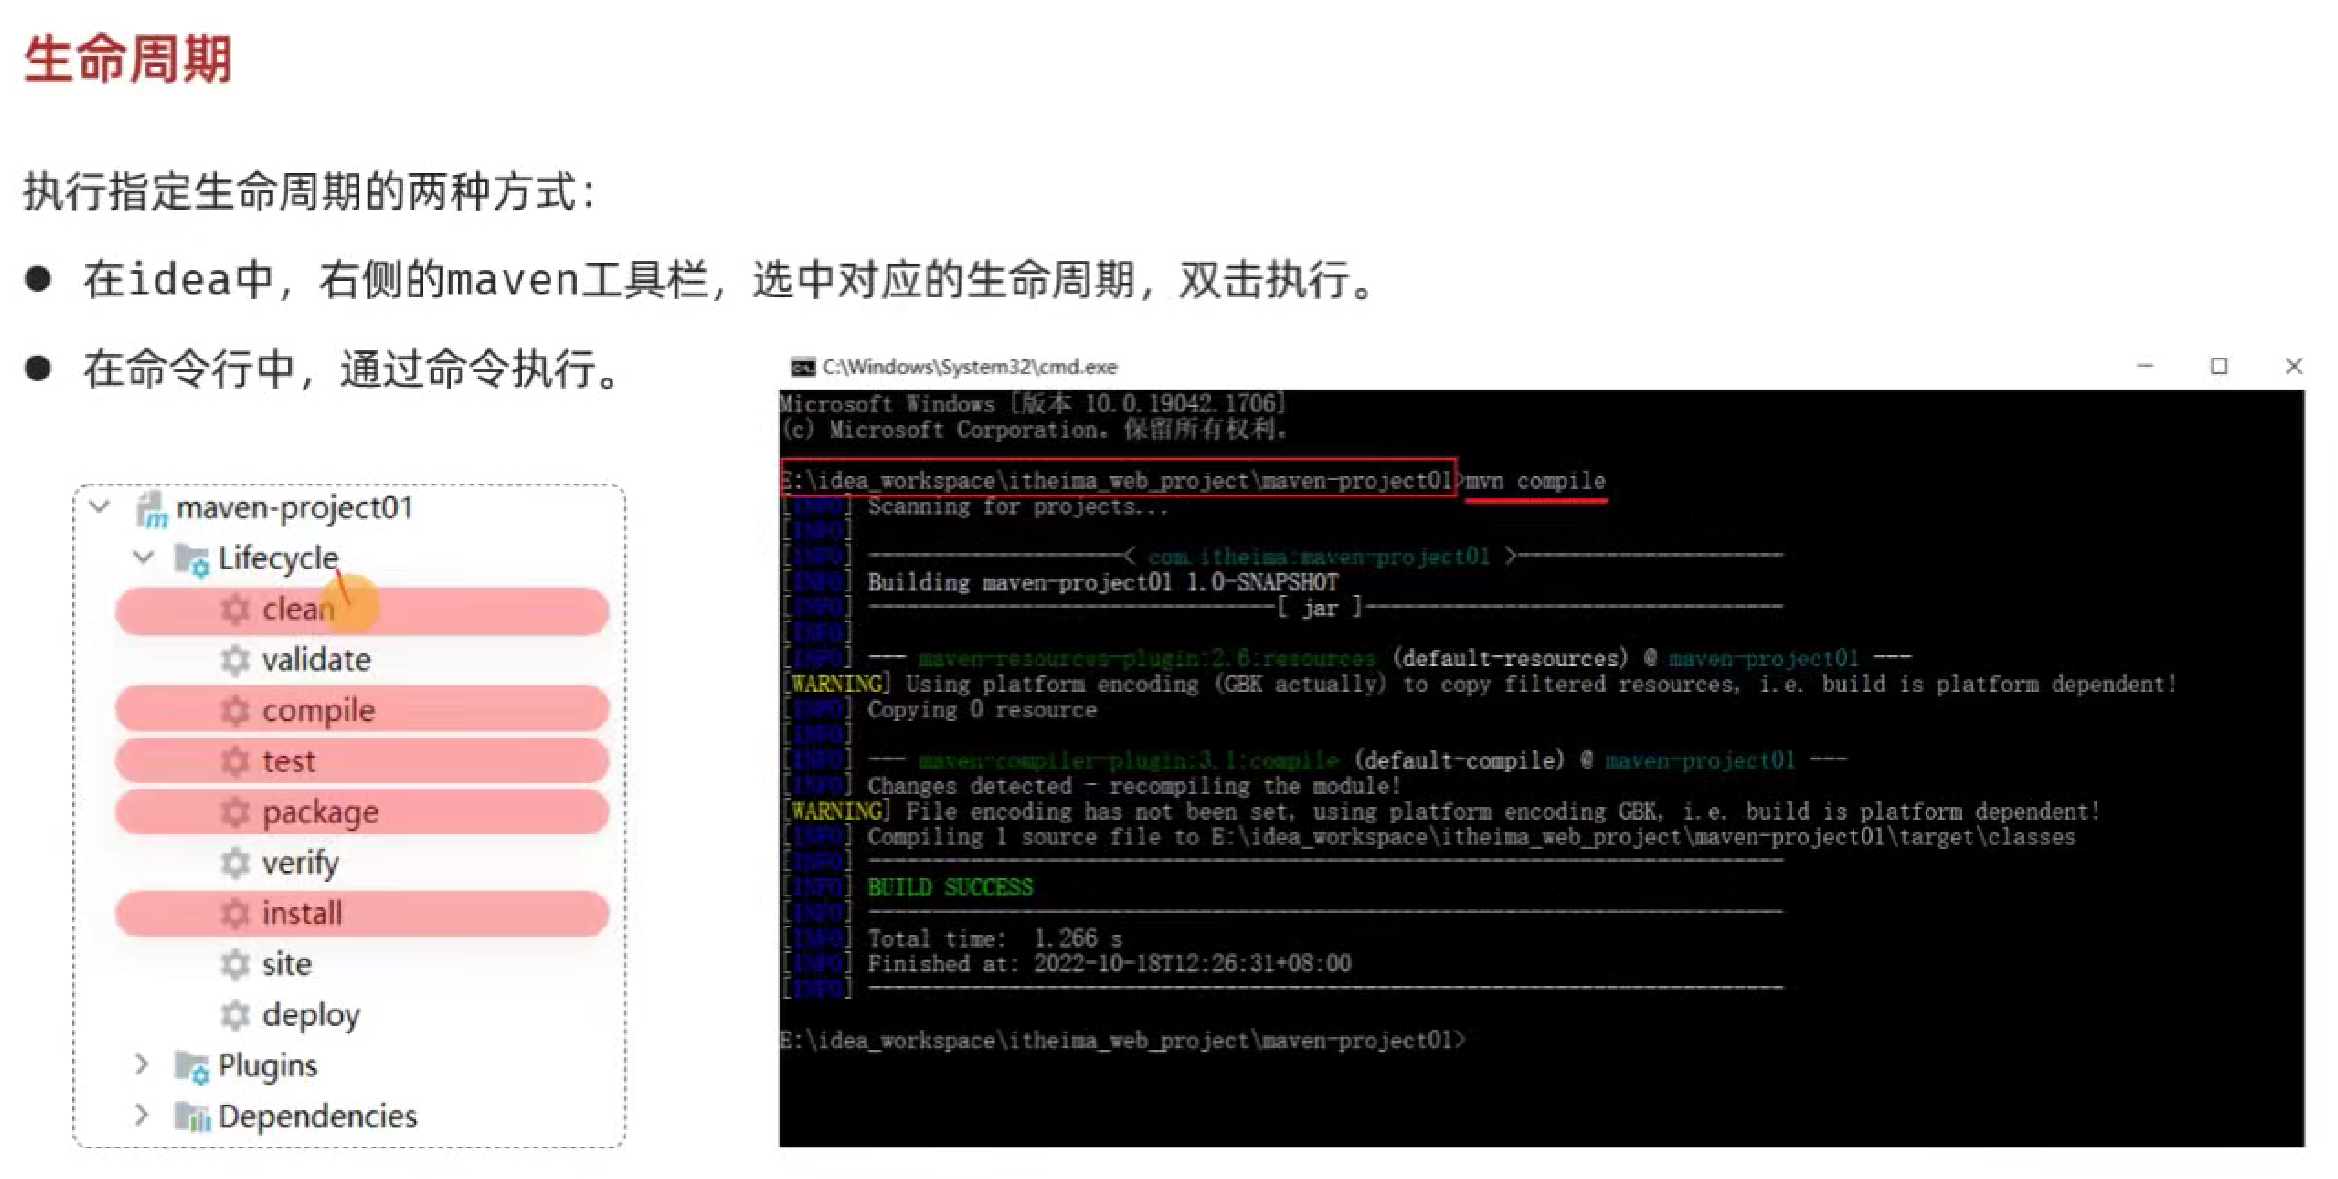 生命周期
执行指定生命周期的两种方式：
● 在idea中，右侧的maven工具栏，选中对应的生命周期，双击执行。
● 在命令行中，通过命令执行。
maven-project01
Lifecycle
clean
validate
compile
test
package
verify
install
site
deploy
Plugins
Dependencies
C:\Windows\System32\cmd.exe
Microsoft Windows [版本 10.0.19042.1706]
(c) Microsoft Corporation。保留所有权利。
E:\idea_workspace\itheima_web_project\maven-project01>mvn compile
[INFO] Scanning for projects...
[INFO]
[INFO] ----------------------< com.itheima:maven-project01 >-----------------------
[INFO] Building maven-project01 1.0-SNAPSHOT
[INFO] --------------------------------[ jar ]---------------------------------
[INFO]
[INFO] --- maven-resources-plugin:2.6:resources (default-resources) @ maven-project01 ---
[WARNING] Using platform encoding (GBK actually) to copy filtered resources, i.e. build is platform dependent!
[INFO] Copying 0 resource
[INFO]
[INFO] --- maven-compiler-plugin:3.1:compile (default-compile) @ maven-project01 ---
[INFO] Changes detected - recompiling the module!
[WARNING] File encoding has not been set, using platform encoding GBK, i.e. build is platform dependent!
[INFO] Compiling 1 source file to E:\idea_workspace\itheima_web_project\maven-project01\target\classes
[INFO] ------------------------------------------------------------------------
[INFO] BUILD SUCCESS
[INFO] ------------------------------------------------------------------------
[INFO] Total time:  1.266 s
[INFO] Finished at: 2022-10-18T12:26:31+08:00
[INFO] ------------------------------------------------------------------------
E:\idea_workspace\itheima_web_project\maven-project01>